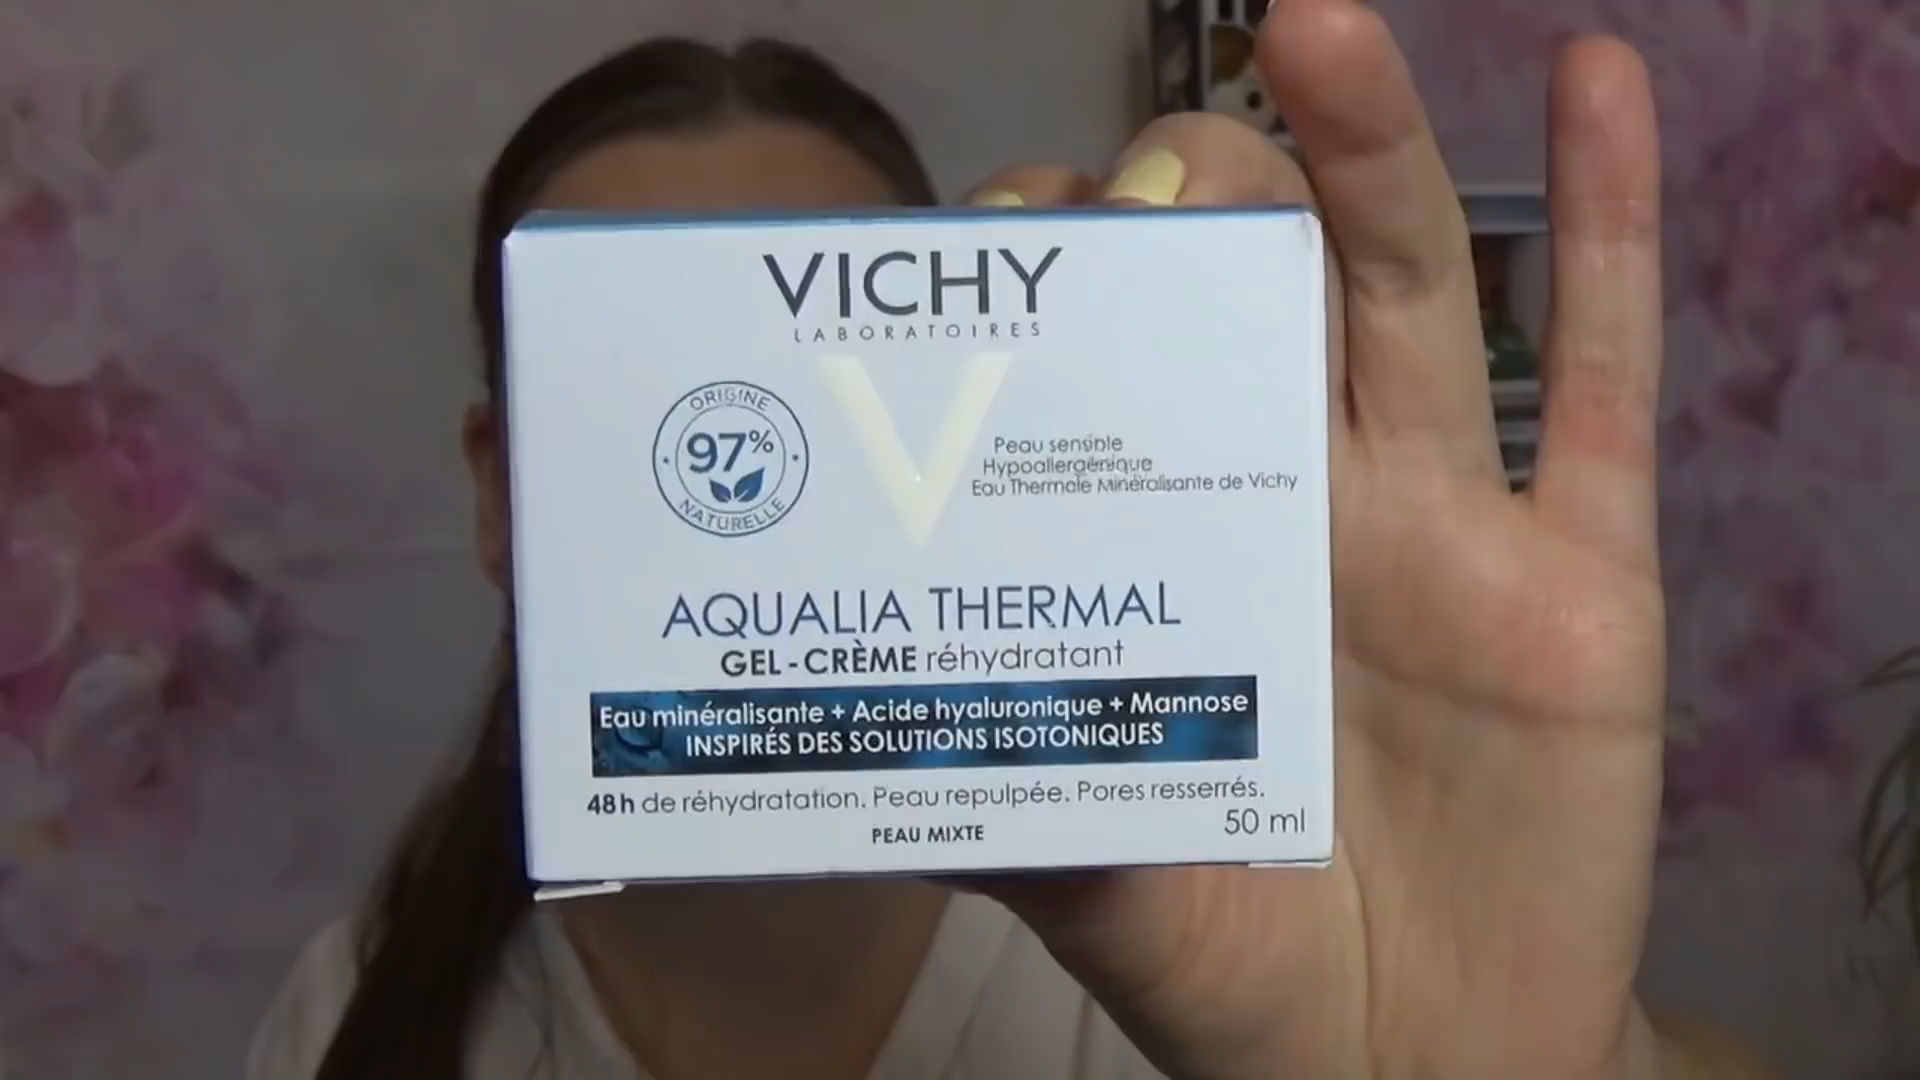 VICHY
LABORATOIRES
ORIGINE
97%
NATURELLE
Peau sensible
Hypoallergénique
Eau Thermale Minéralisante de Vichy
AQUALIA THERMAL
GEL-CRÈME réhydratant
Eau minéralisante + Acide hyaluronique + Mannose
INSPIRÉS DES SOLUTIONS ISOTONIQUES
48h de réhydratation. Peau repulpée. Pores resserrés.
PEAU MIXTE
50 ml